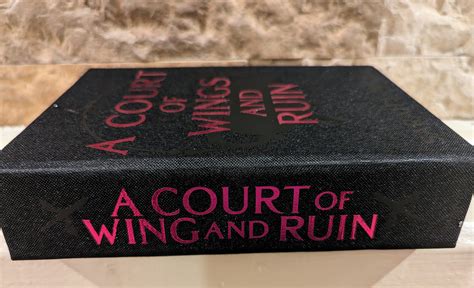 A COURT
OF
WINGS
AND
RUIN
A COURT OF
WING AND RUIN